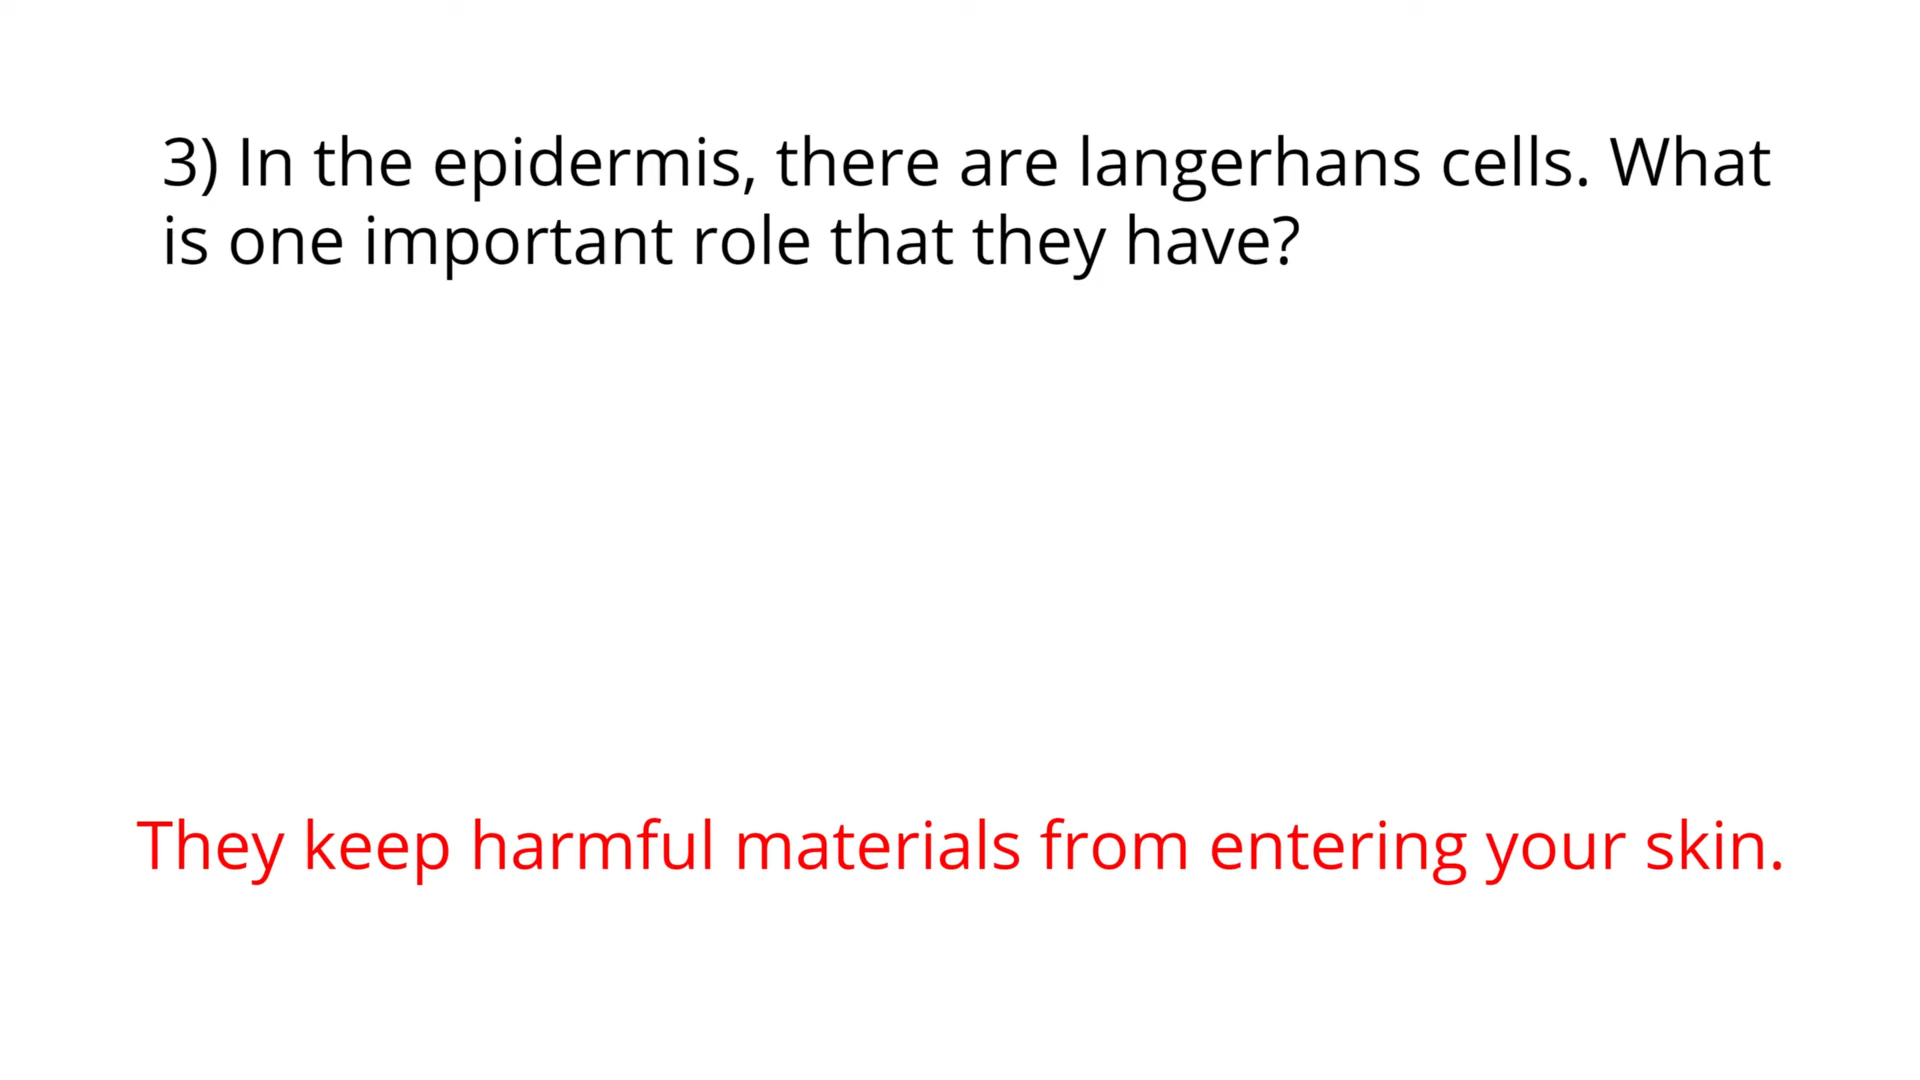 3) In the epidermis, there are langerhans cells. What
is one important role that they have?
They keep harmful materials from entering your skin.